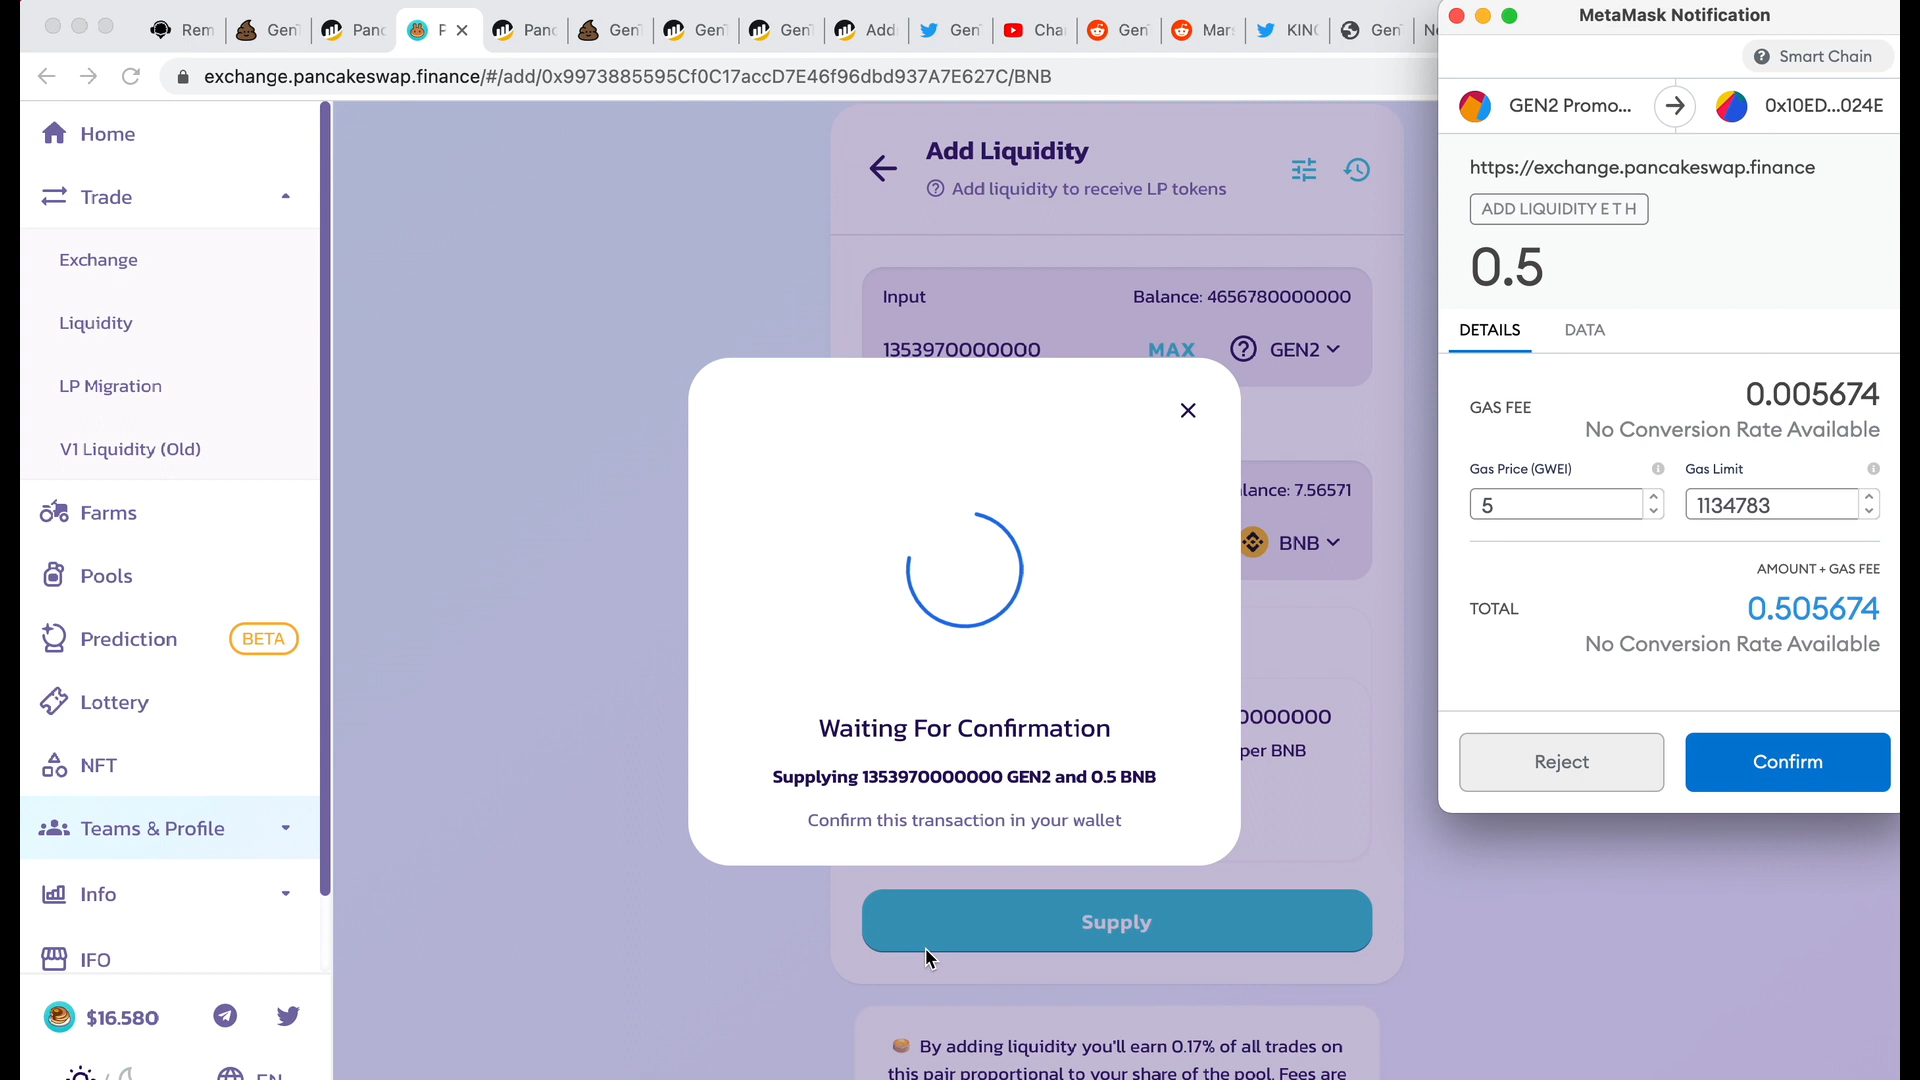 Rem
Gen
Panc
P
Panc
GenT
GenT
GenT
Add
Gen
Cha
Gen
Mar
KIN
Gen
exchange.pancakeswap.finance/#/add/0x9973885595Cf0C17accD7E46f96dbd937A7E627C/BNB
Home
Trade
Exchange
Liquidity
LP Migration
V1 Liquidity (Old)
Farms
Pools
Prediction
BETA
Lottery
NFT
Teams & Profile
Info
IFO
$16.580
EN
Add Liquidity
Add liquidity to receive LP tokens
Input
Balance: 4656780000000
1353970000000
MAX
GEN2
lance: 7.56571
BNB
0000000
per BNB
Waiting For Confirmation
Supplying 1353970000000 GEN2 and 0.5 BNB
Confirm this transaction in your wallet
Supply
By adding liquidity you'll earn 0.17% of all trades on
this pair proportional to your share of the pool. Fees are
MetaMask Notification
Smart Chain
GEN2 Promo...
0x10ED...024E
https://exchange.pancakeswap.finance
ADD LIQUIDITY E T H
0.5
DETAILS
DATA
GAS FEE
0.005674
No Conversion Rate Available
Gas Price (GWEI)
Gas Limit
5
1134783
AMOUNT + GAS FEE
TOTAL
0.505674
No Conversion Rate Available
Reject
Confirm